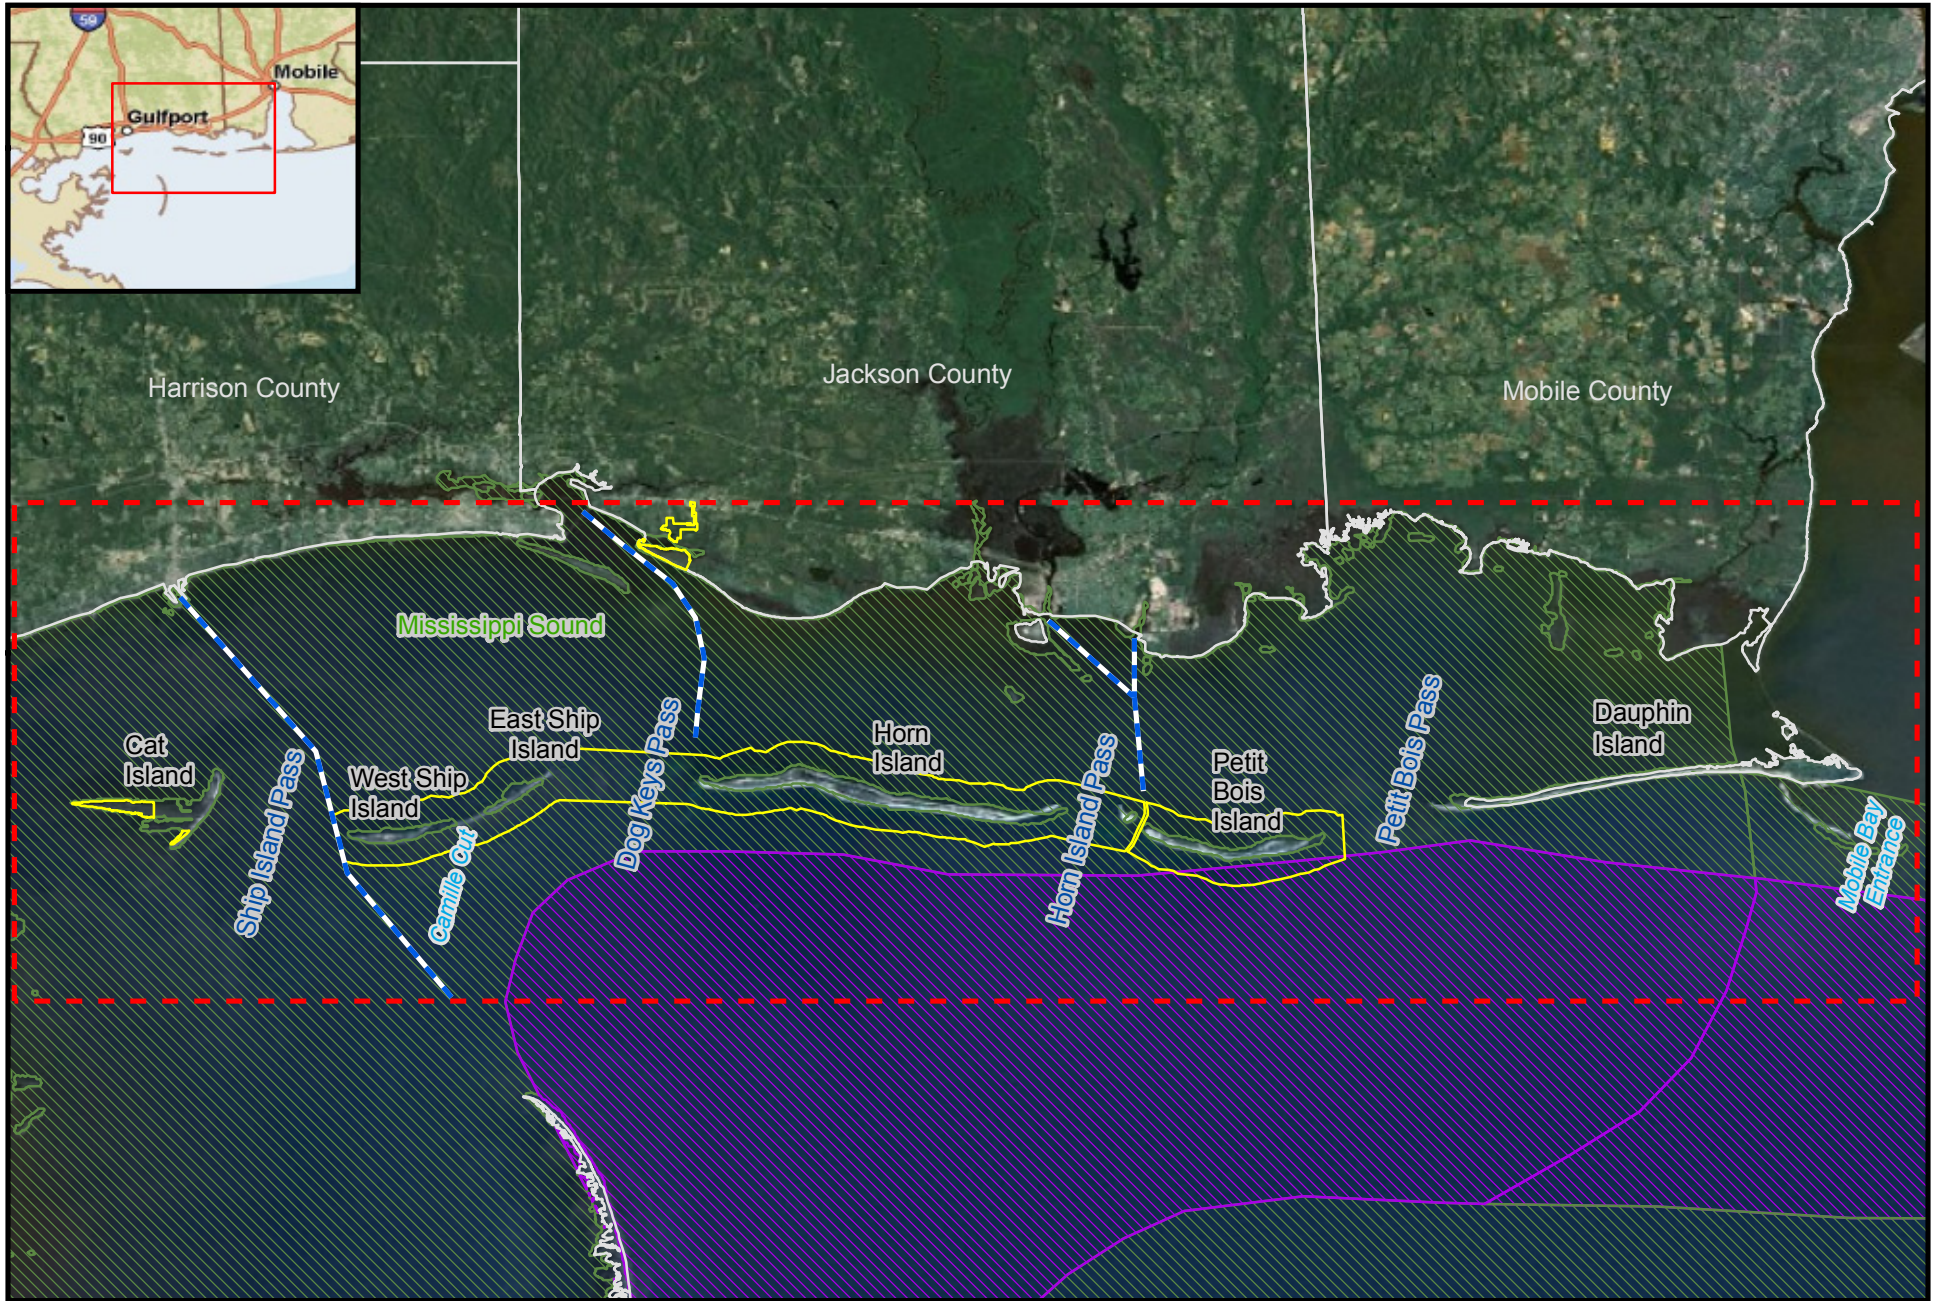 59
Mobile
Gulfport
90
Harrison County
Jackson County
Mobile County
Mississippi Sound
Cat
Island
Ship Island Pass
West Ship
Island
East Ship
Island
Camille Cut
Dog Keys Pass
Horn
Island
Horn Island Pass
Petit
Bois
Island
Petit Bois Pass
Dauphin
Island
Mobile Bay
Entrance